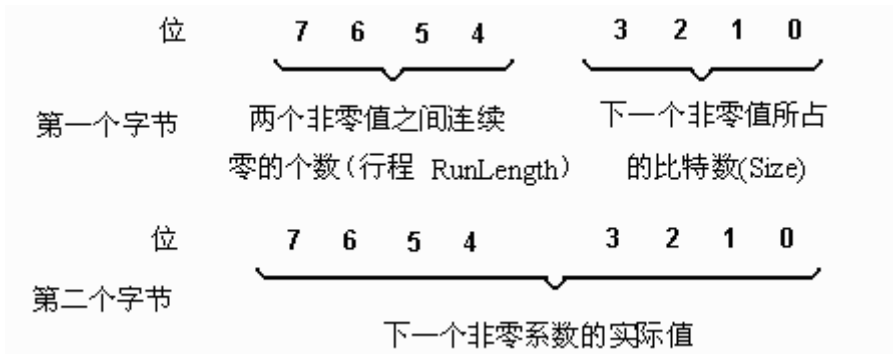 位 7 6 5 4 3 2 1 0
第一个字节 两个非零值之间连续 下一个非零值所占
零的个数(行程 RunLength) 的比特数(Size)
位 7 6 5 4 3 2 1 0
第二个字节
下一个非零系数的实际值